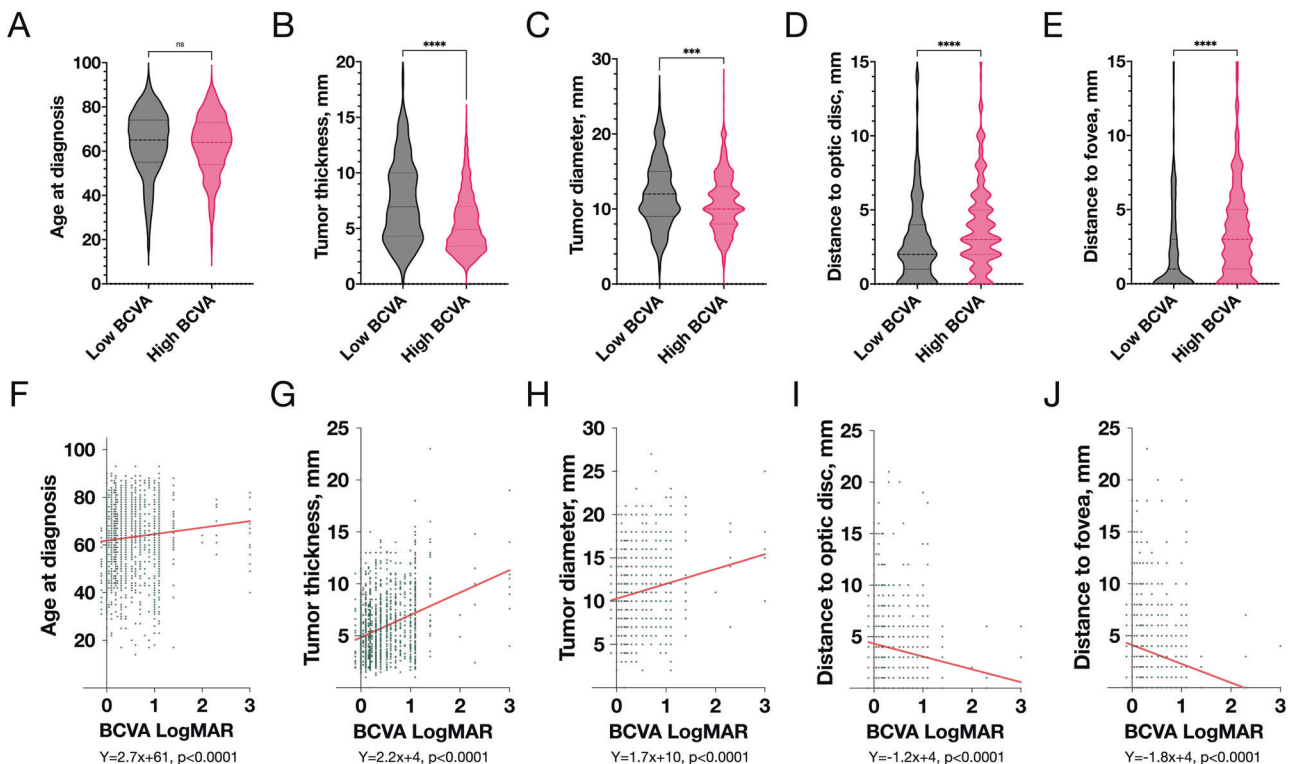 A
B
C
D
E
ns
****
***
****
****
Age at diagnosis
100
80
60
40
20
0
Low BCVA
High BCVA
Tumor thickness, mm
20
15
10
5
0
Low BCVA
High BCVA
Tumor diameter, mm
30
20
10
0
Low BCVA
High BCVA
Distance to optic disc, mm
15
10
5
0
Low BCVA
High BCVA
Distance to fovea, mm
15
10
5
0
Low BCVA
High BCVA
F
G
H
I
J
Age at diagnosis
100
80
60
40
20
0 1 2 3
BCVA LogMAR
Y=2.7x+61, p<0.0001
Tumor thickness, mm
25
20
15
10
5
0 1 2 3
BCVA LogMAR
Y=2.2x+4, p<0.0001
Tumor diameter, mm
30
25
20
15
10
5
0
0 1 2 3
BCVA LogMAR
Y=1.7x+10, p<0.0001
Distance to optic disc, mm
25
20
15
10
5
0
0 1 2 3
BCVA LogMAR
Y=-1.2x+4, p<0.0001
Distance to fovea, mm
25
20
15
10
5
0
0 1 2 3
BCVA LogMAR
Y=-1.8x+4, p<0.0001